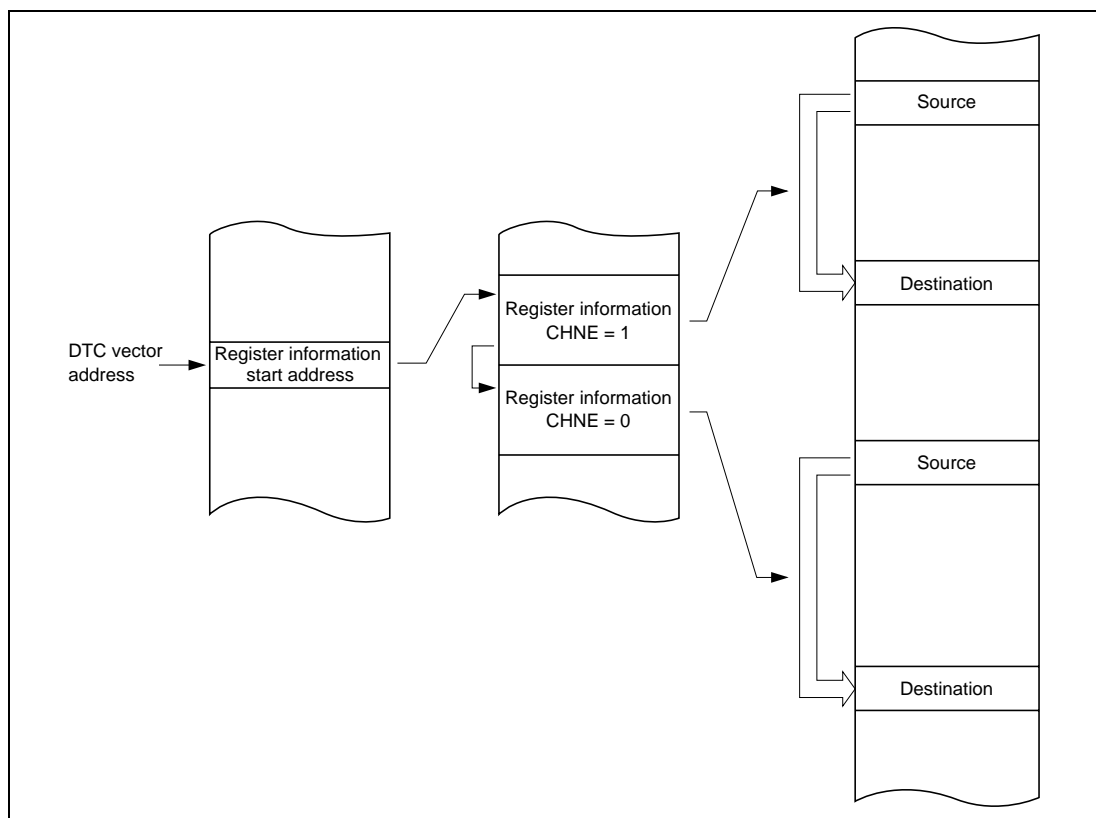 DTC vector
address
Register information
start address
Register information
CHNE = 1
Register information
CHNE = 0
Source
Destination
Source
Destination